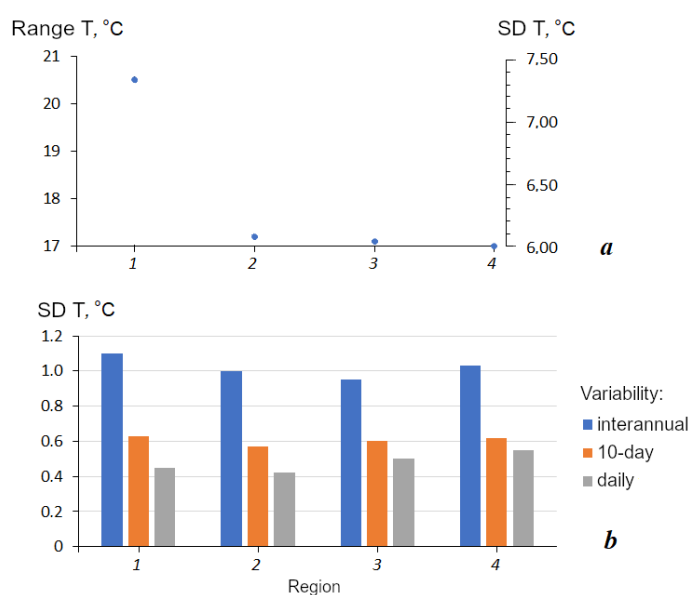 Range T, °C
SD T, °C
21
20
19
18
17
7,50
7,00
6,50
6,00
1 2 3 4
a
SD T, °C
1.2
1.0
0.8
0.6
0.4
0.2
0
1 2 3 4
Region
Variability:
interannual
10-day
daily
b